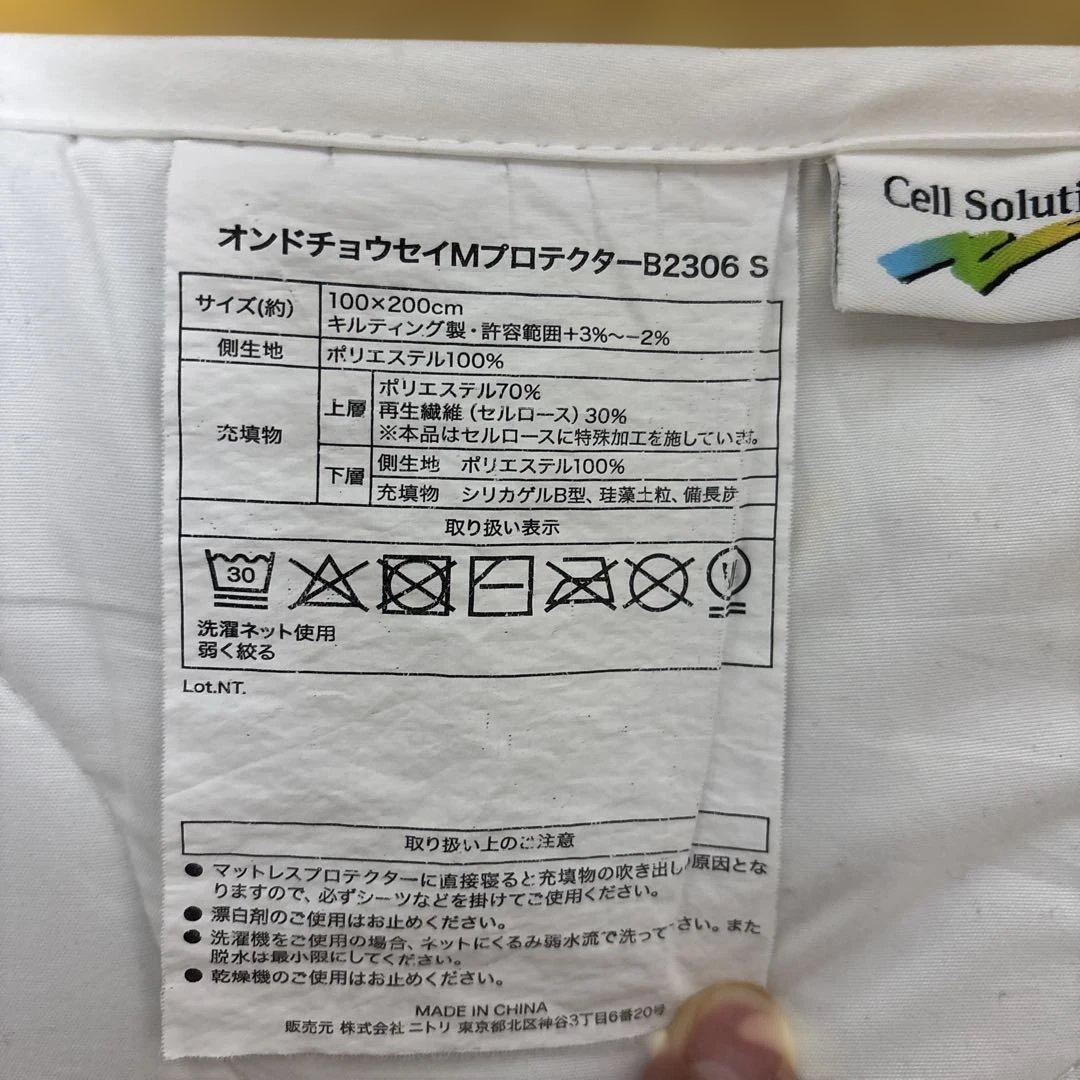 オンドチョウセイMプロテクターB2306 S
Cell Soluti
サイズ(約)
100×200cm
キルティング製・許容範囲+3%～−2%
側生地
ポリエステル100%
充填物
上層
ポリエステル70%
再生繊維（セルロース）30%
※本品はセルロースに特殊加工を施しています。
下層
側生地 ポリエステル100%
充填物 シリカゲルB型、珪藻土粒、備長炭
取り扱い表示
30
洗濯ネット使用
弱く絞る
Lot.NT.
取り扱い上のご注意
● マットレスプロテクターに直接寝ると充填物の吹き出し 原因とな
りますので、必ずシーツなどを掛けてご使用ください。
● 漂白剤のご使用はお止めください。
● 洗濯機をご使用の場合、ネットにくるみ弱水流で洗って さい。また
脱水は最小限にしてください。
● 乾燥機のご使用はお止めください。
MADE IN CHINA
販売元 株式会社 ニトリ 東京都北区神谷3丁目6番20号